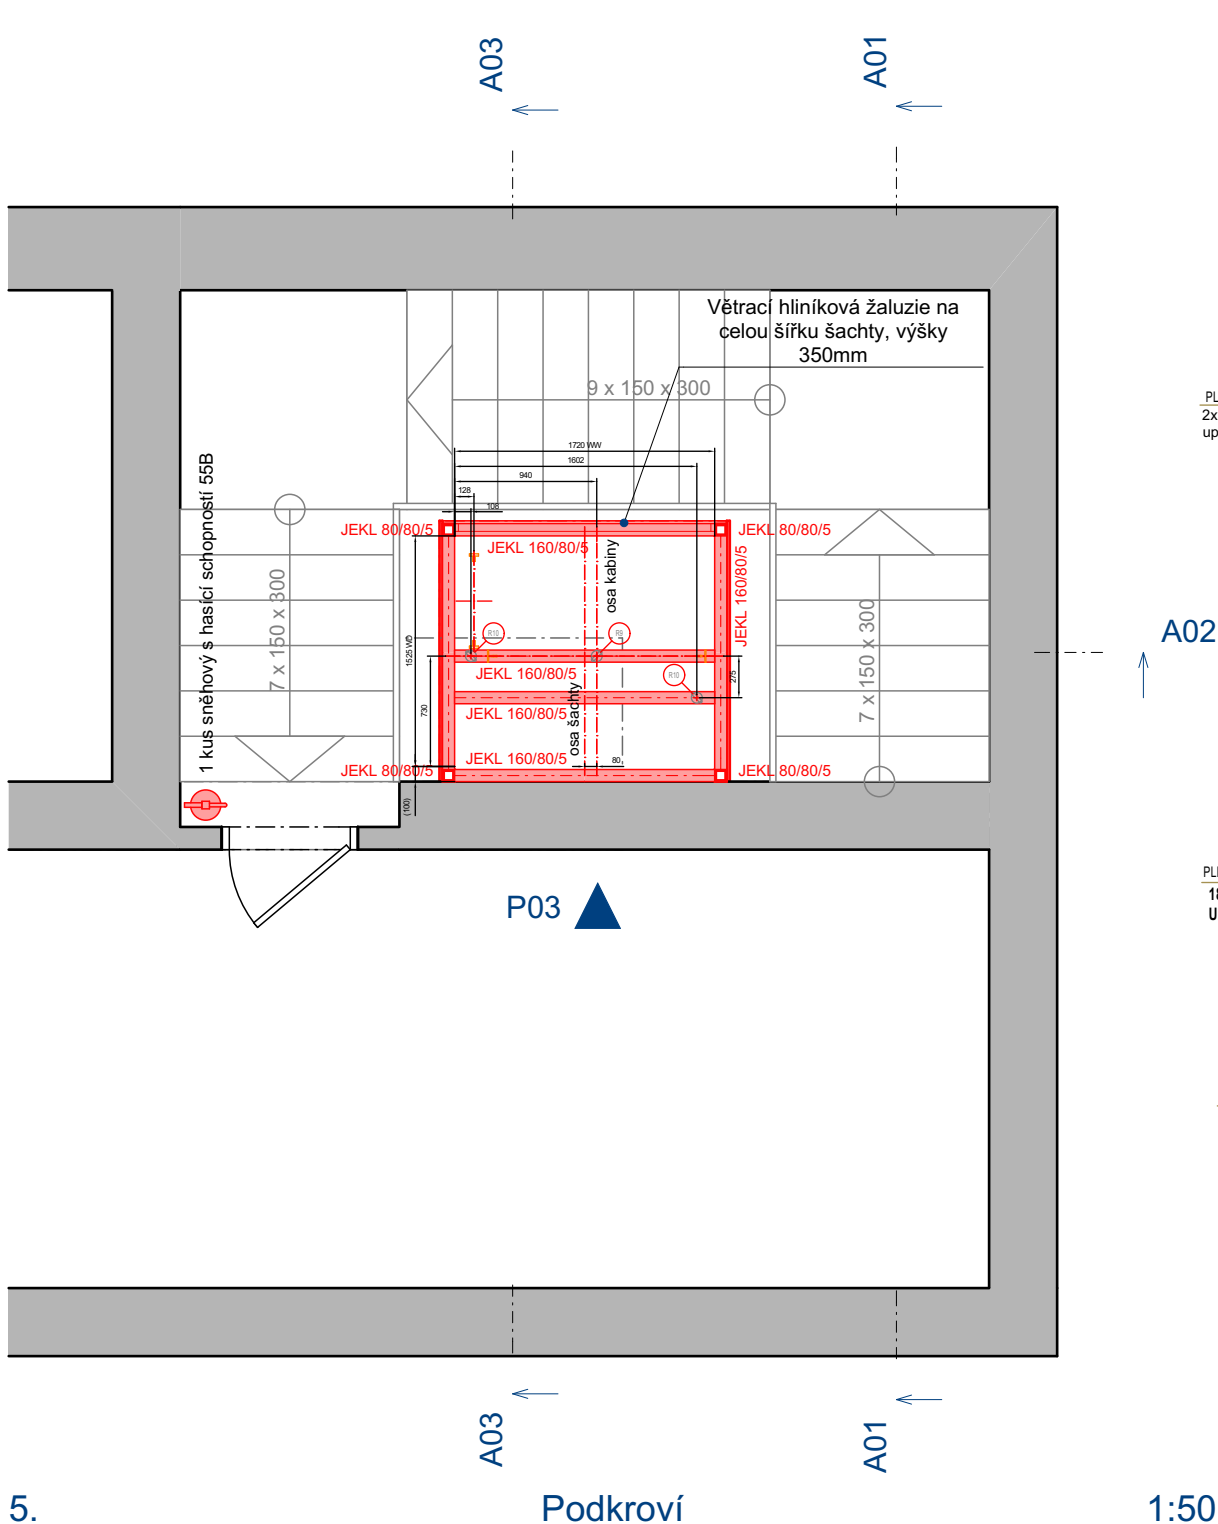 A03
A01
Větrací hliníková žaluzie na
celou šířku šachty, výšky
350mm
9 x 150 x 300
1 kus sněhový s hasící schopností 55B
7 x 150 x 300
1720 WW
1602
940
128
108
JEKL 80/80/5
JEKL 160/80/5
JEKL 80/80/5
JEKL 160/80/5
osa kabiny
R10
R9
1525 WD
JEKL 160/80/5
R10
275
730
JEKL 160/80/5
osa šachty
JEKL 160/80/5
80
JEKL 80/80/5
JEKL 80/80/5
(100)
7 x 150 x 300
A02
P03
A03
A01
5.
Podkroví
1:50
2x
up
18